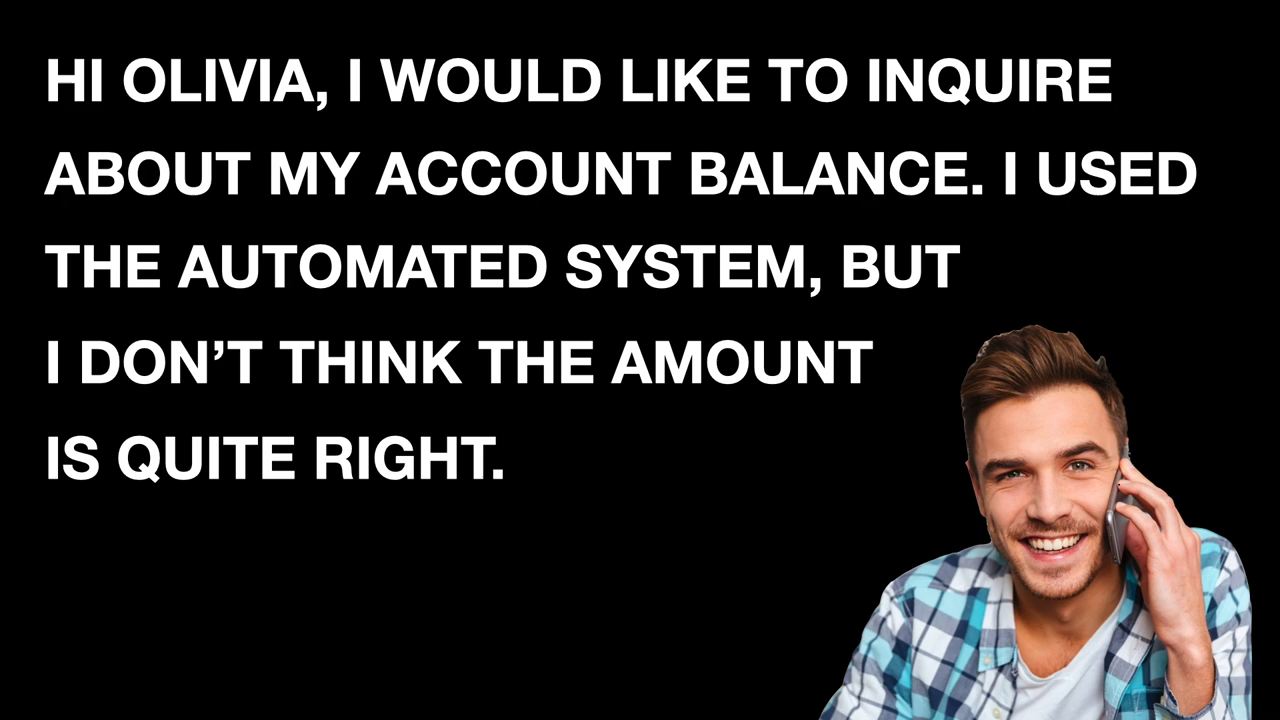 HI OLIVIA, I WOULD LIKE TO INQUIRE
ABOUT MY ACCOUNT BALANCE. I USED
THE AUTOMATED SYSTEM, BUT
I DON’T THINK THE AMOUNT
IS QUITE RIGHT.